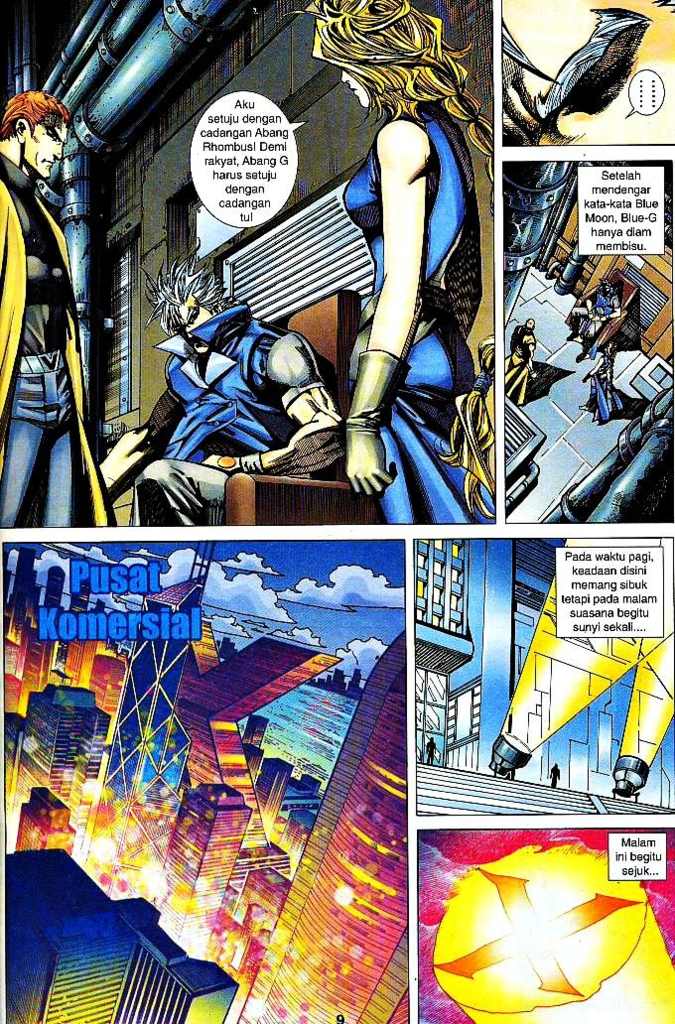 Aku
setuju dengan
cadangan Abang
Rhombus! Demi
rakyat, Abang G
harus setuju
dengan
cadangan
tu!
......
Setelah
mendengar
kata-kata Blue
Moon, Blue-G
hanya diam
membisu.
Pusat
Komersial
Pada waktu pagi,
keadaan disini
memang sibuk
tetapi pada malam
suasana begitu
sunyi sekali....
Malam
ini begitu
sejuk...
9